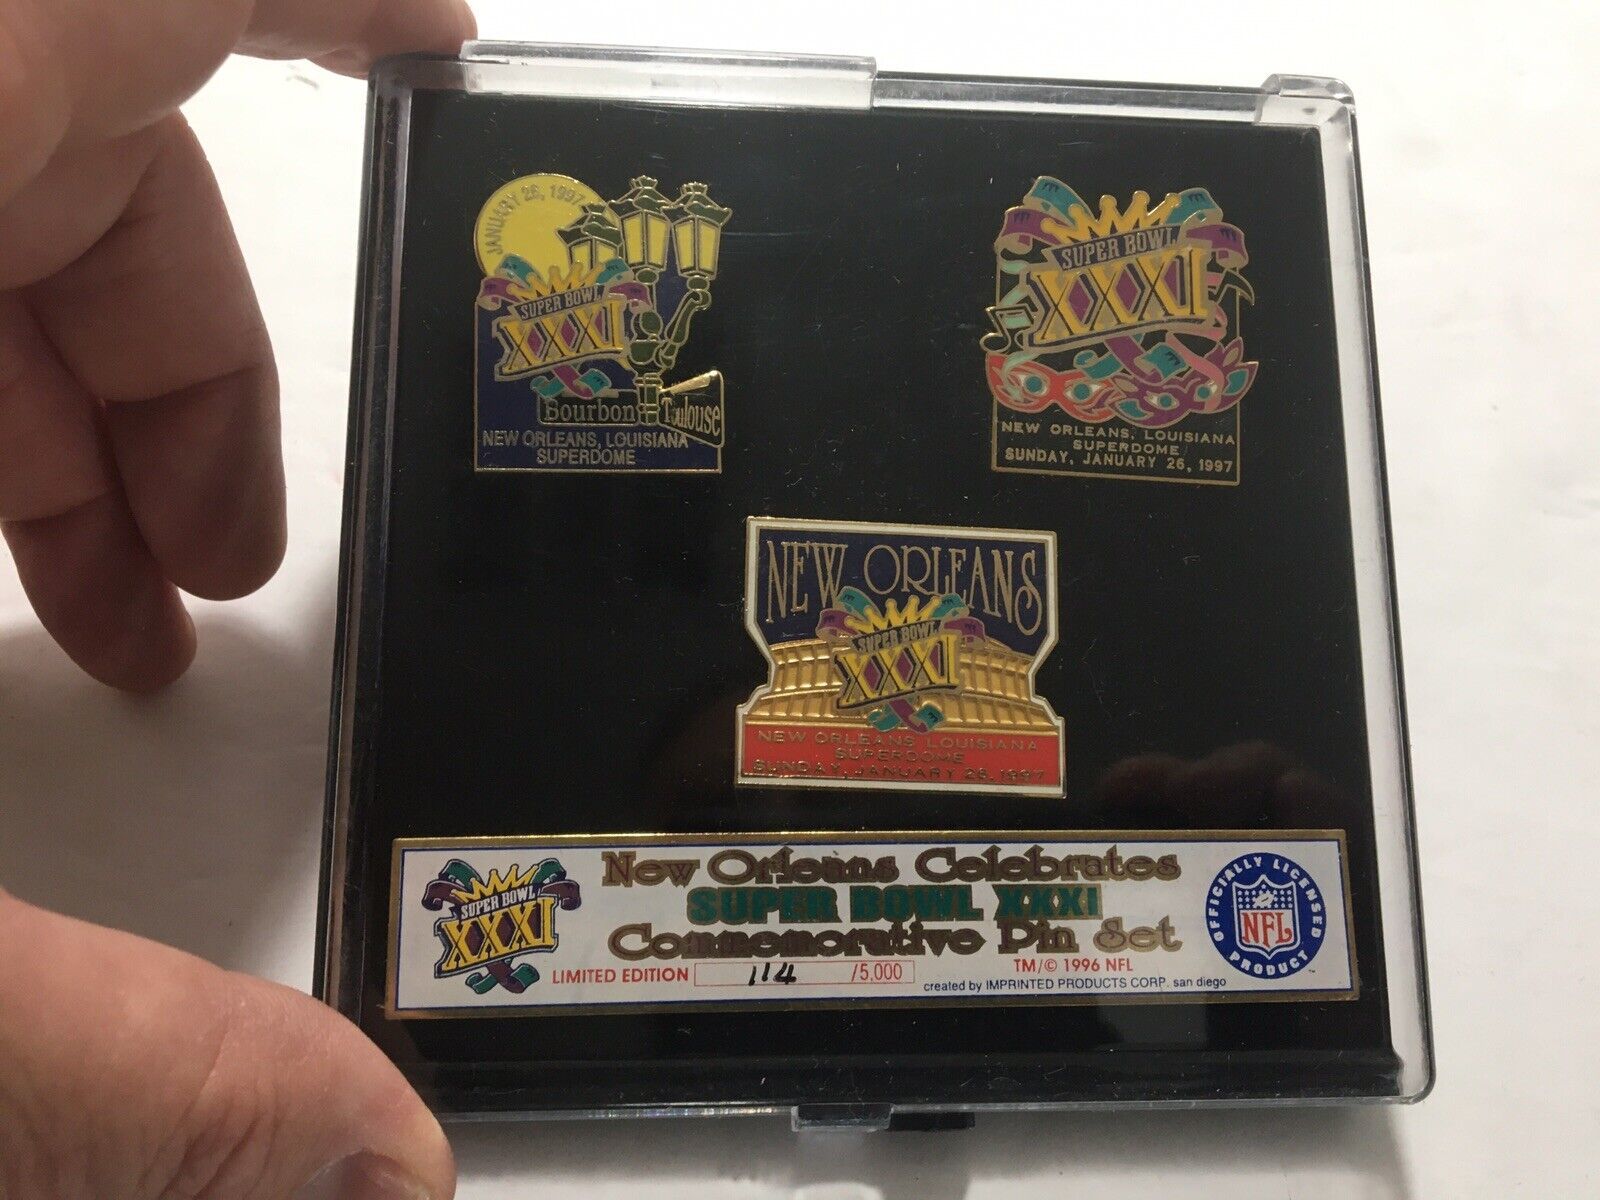 JANUARY 26, 1997
SUPER BOWL
XXXI
Bourbon
Toulouse
NEW ORLEANS, LOUISIANA
SUPERDOME
SUPER BOWL
XXXI
NEW ORLEANS, LOUISIANA
SUPERDOME
SUNDAY, JANUARY 26, 1997
NEW ORLEANS
SUPER BOWL
XXXI
NEW ORLEANS LOUISIANA
SUPERDOME
SUNDAY, JANUARY 26, 1997
SUPER BOWL
XXXI
New Orleans Celebrates
SUPER BOWL XXXI
Commemorative Pin Set
LIMITED EDITION 114 /5,000
TM/© 1996 NFL
created by IMPRINTED PRODUCTS CORP. san diego
OFFICIALLY LICENSED
NFL
PRODUCT